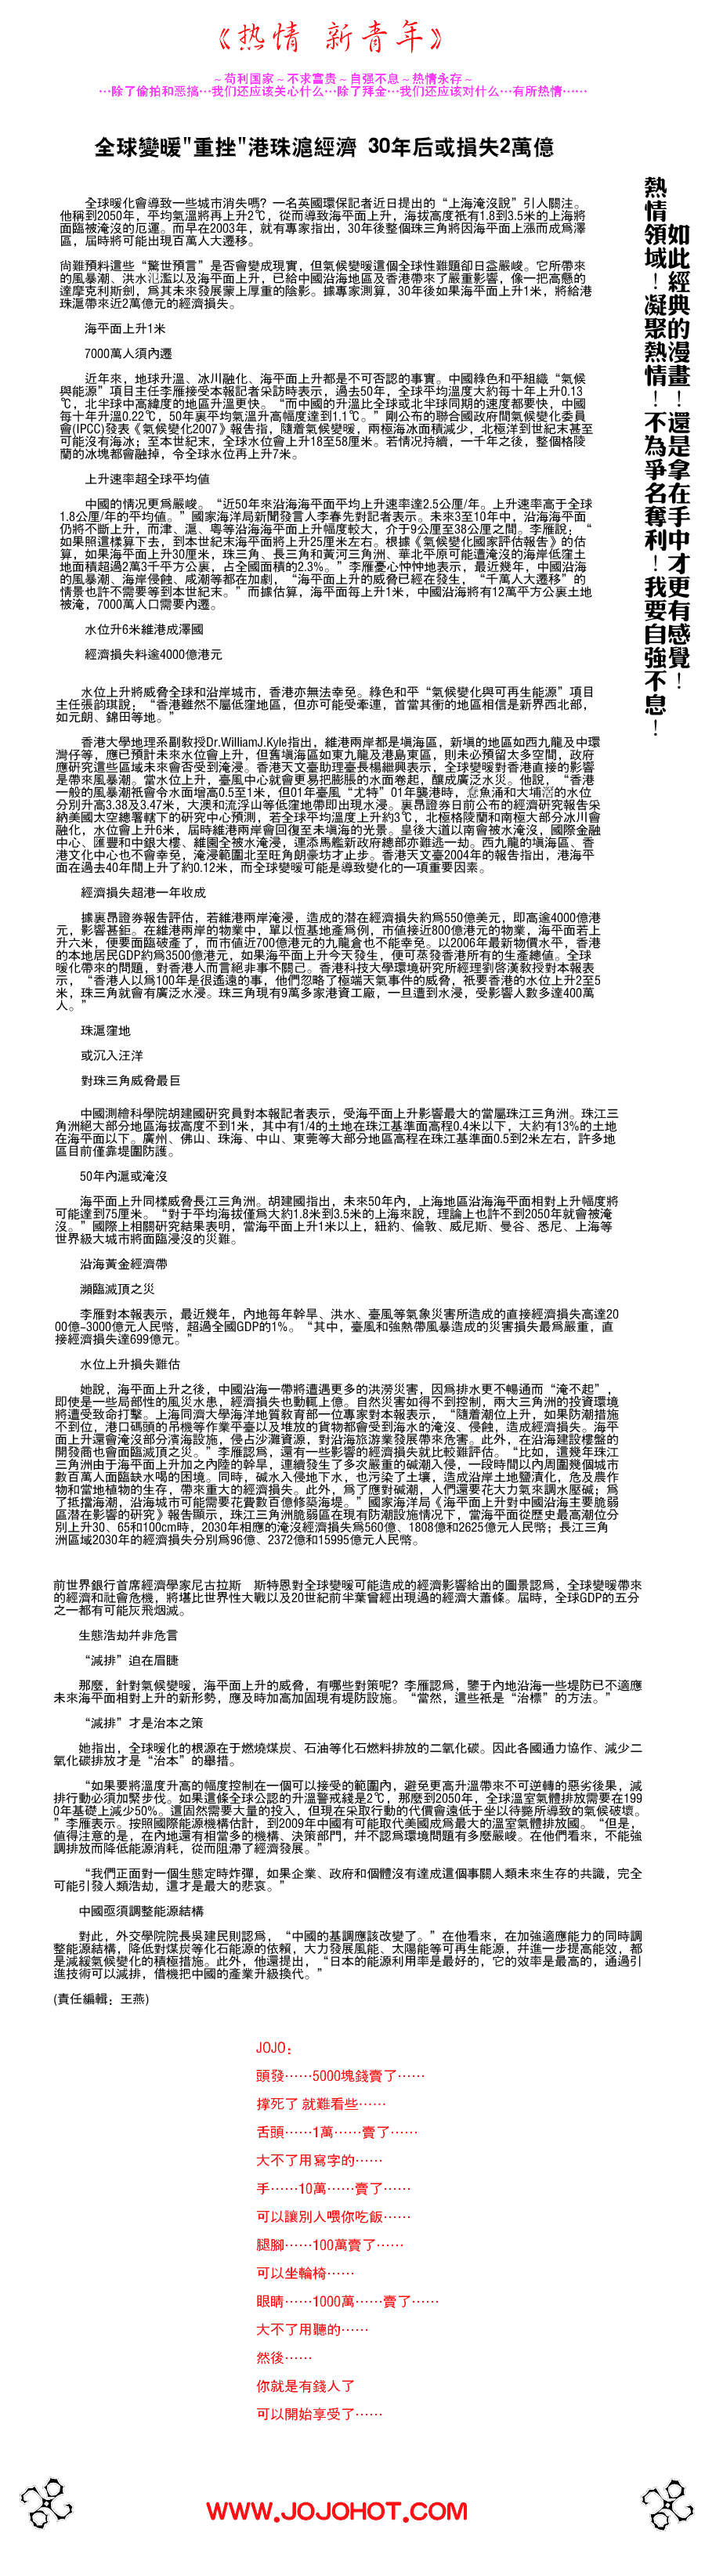 《热情 新青年》
～苟利国家～不求富贵～自强不息～热情永存～
…除了偷拍和恶搞…我们还应该关心什么…除了拜金…我们还应该对什么…有所热情……
全球變暖"重挫"港珠滬經濟 30年后或損失2萬億
如此經典的漫畫！還是拿在手中才更有感覺！
熱情領域！凝聚熱情！不為爭名奪利！我要自強不息！
全球暖化會導致一些城市消失嗎？一名英國環保記者近日提出的“上海淹沒說”引人關注。
他稱到2050年，平均氣溫將再上升2℃，從而導致海平面上升，海拔高度衹有1.8到3.5米的上海將
面臨被淹沒的厄運。而早在2003年，就有專家指出，30年後整個珠三角將因海平面上漲而成爲澤
區，屆時將可能出現百萬人大遷移。
尚難預料這些“驚世預言”是否會變成現實，但氣候變暖這個全球性難題卻日益嚴峻。它所帶來
的風暴潮、洪水氾濫以及海平面上升，已給中國沿海地區及香港帶來了嚴重影響，像一把高懸的
達摩克利斯劍，爲其未來發展蒙上厚重的陰影。據專家測算，30年後如果海平面上升1米，將給港
珠滬帶來近2萬億元的經濟損失。
海平面上升1米
7000萬人須內遷
近年來，地球升溫、冰川融化、海平面上升都是不可否認的事實。中國綠色和平組織“氣候
與能源”項目主任李雁接受本報記者采訪時表示，過去50年，全球平均溫度大約每十年上升0.13
℃，北半球中高緯度的地區升溫更快。“而中國的升溫比全球或北半球同期的速度都要快，中國
每十年升溫0.22℃，50年裏平均氣溫升高幅度達到1.1℃。”剛公布的聯合國政府間氣候變化委員
會(IPCC)發表《氣候變化2007》報告指，隨着氣候變暖，兩極海冰面積減少，北極洋到世紀末甚至
可能沒有海冰；至本世紀末，全球水位會上升18至58厘米。若情況持續，一千年之後，整個格陵
蘭的冰塊都會融掉，令全球水位再上升7米。
上升速率超全球平均值
中國的情況更爲嚴峻。“近50年來沿海海平面平均上升速率達2.5公厘/年。上升速率高于全球
1.8公厘/年的平均值。”國家海洋局新聞發言人李春先對記者表示。未來3至10年中，沿海海平面
仍將不斷上升，而津、滬、粵等沿海海平面上升幅度較大，介于9公厘至38公厘之間。李雁說；“
如果照這樣算下去，到本世紀末海平面將上升25厘米左右。根據《氣候變化國家評估報告》的估
算，如果海平面上升30厘米，珠三角、長三角和黃河三角洲、華北平原可能遭淹沒的海岸低窪土
地面積超過2萬3千平方公裏，占全國面積的2.3%。”李雁憂心忡忡地表示，最近幾年，中國沿海
的風暴潮、海岸侵蝕、咸潮等都在加劇，“海平面上升的威脅已經在發生，“千萬人大遷移”的
情景也許不需要等到本世紀末。”而據估算，海平面每上升1米，中國沿海將有12萬平方公裏土地
被淹，7000萬人口需要內遷。
水位升6米維港成澤國
經濟損失料逾4000億港元
水位上升將威脅全球和沿岸城市，香港亦無法幸免。綠色和平“氣候變化與可再生能源”項目
主任張韵琪說；“香港雖然不屬低窪地區，但亦可能受牽連，首當其衝的地區相信是新界西北部，
如元朗、錦田等地。”
香港大學地理系副敎授Dr.WilliamJ.Kyle指出，維港兩岸都是塡海區，新塡的地區如西九龍及中環
灣仔等，應已預計未來水位會上升，但舊塡海區如東九龍及港島東區，則未必預留太多空間，政府
應研究這些區域未來會否受到淹浸。香港天文臺助理臺長楊繼興表示，全球變暖對香港直接的影響
是帶來風暴潮。當水位上升，臺風中心就會更易把膨脹的水面卷起，釀成廣泛水災。他說，“香港
一般的風暴潮衹會令水面增高0.5至1米，但01年臺風“尤特”01年襲港時，鰂魚涌和大埔滘的水位
分別升高3.38及3.47米，大澳和流浮山等低窪地帶即出現水浸。裏昂證券日前公布的經濟研究報告采
納美國太空總署轄下的研究中心預測，若全球平均溫度上升約3℃，北極格陵蘭和南極大部分冰川會
融化，水位會上升6米，屆時維港兩岸會回復至未塡海的光景。皇後大道以南會被水淹沒，國際金融
中心、匯豐和中銀大樓、維園全被水淹浸，連添馬艦新政府總部亦難逃一劫。西九龍的塡海區、香
港文化中心也不會幸免，淹浸範圍北至旺角朗豪坊才止步。香港天文臺2004年的報告指出，港海平
面在過去40年間上升了約0.12米，而全球變暖可能是導致變化的一項重要因素。
經濟損失超港一年收成
據裏昂證券報告評估，若維港兩岸淹浸，造成的潛在經濟損失約爲550億美元，即高逾4000億港
元，影響甚鉅。在維港兩岸的物業中，單以恆基地產爲例，市値接近800億港元的物業，海平面若上
升六米，便要面臨破產了，而市値近700億港元的九龍倉也不能幸免。以2006年最新物價水平，香港
的本地居民GDP約爲3500億港元，如果海平面上升今天發生，便可蒸發香港所有的生產總値。全球
暖化帶來的問題，對香港人而言絕非事不關己。香港科技大學環境研究所經理劉啓漢敎授對本報表
示，“香港人以爲100年是很遙遠的事，他們忽略了極端天氣事件的威脅，衹要香港的水位上升2至5
米，珠三角就會有廣泛水浸。珠三角現有9萬多家港資工廠，一旦遭到水浸，受影響人數多達400萬
人。”
珠滬窪地
或沉入汪洋
對珠三角威脅最巨
中國測繪科學院胡建國研究員對本報記者表示，受海平面上升影響最大的當屬珠江三角洲。珠江三
角洲絕大部分地區海拔高度不到1米，其中有1/4的土地在珠江基準面高程0.4米以下，大約有13%的土地
在海平面以下。廣州、佛山、珠海、中山、東莞等大部分地區高程在珠江基準面0.5到2米左右，許多地
區目前僅靠堤圍防護。
50年內滬或淹沒
海平面上升同樣威脅長江三角洲。胡建國指出，未來50年內，上海地區沿海海平面相對上升幅度將
可能達到75厘米。“對于平均海拔僅爲大約1.8米到3.5米的上海來說，理論上也許不到2050年就會被淹
沒。”國際上相關研究結果表明，當海平面上升1米以上，紐約、倫敦、威尼斯、曼谷、悉尼、上海等
世界級大城市將面臨浸沒的災難。
沿海黃金經濟帶
瀕臨滅頂之災
李雁對本報表示，最近幾年，內地每年幹旱、洪水、臺風等氣象災害所造成的直接經濟損失高達20
00億-3000億元人民幣，超過全國GDP的1%。“其中，臺風和強熱帶風暴造成的災害損失最爲嚴重，直
接經濟損失達699億元。”
水位上升損失難估
她說，海平面上升之後，中國沿海一帶將遭遇更多的洪澇災害，因爲排水更不暢通而“淹不起”，
即使是一些局部性的風災水患，經濟損失也動輒上億。自然災害如得不到控制，兩大三角洲的投資環境
將遭受致命打擊。上海同濟大學海洋地質敎育部一位專家對本報表示，“隨着潮位上升，如果防潮措施
不到位，港口碼頭的吊機等作業平臺以及堆放的貨物都會受到海水的淹沒、侵蝕，造成經濟損失。海平
面上升還會淹沒部分濱海設施，侵占沙灘資源，對沿海旅游業發展帶來危害。此外，在沿海建設樓盤的
開發商也會面臨滅頂之災。”李雁認爲，還有一些影響的經濟損失就比較難評估。“比如，這幾年珠江
三角洲由于海平面上升加之內陸的幹旱，連續發生了多次嚴重的碱潮入侵，一段時間以內周圍幾個城市
數百萬人面臨缺水喝的困境。同時，碱水入侵地下水，也污染了土壤，造成沿岸土地鹽漬化，危及農作
物和當地植物的生存，帶來重大的經濟損失。此外，爲了應對碱潮，人們還要花大力氣來調水壓碱；爲
了抵擋海潮，沿海城市可能需要花費數百億修築海堤。”國家海洋局《海平面上升對中國沿海主要脆弱
區潛在影響的研究》報告顯示，珠江三角洲脆弱區在現有防潮設施情況下，當海平面從歷史最高潮位分
別上升30、65和100cm時，2030年相應的淹沒經濟損失爲560億、1808億和2625億元人民幣；長江三角
洲區域2030年的經濟損失分別爲96億、2372億和15995億元人民幣。
前世界銀行首席經濟學家尼古拉斯　斯特恩對全球變暖可能造成的經濟影響給出的圖景認爲，全球變暖帶來
的經濟和社會危機，將堪比世界性大戰以及20世紀前半葉曾經出現過的經濟大蕭條。屆時，全球GDP的五分
之一都有可能灰飛烟滅。
生態浩劫幷非危言
“減排”迫在眉睫
那麼，針對氣候變暖，海平面上升的威脅，有哪些對策呢？李雁認爲，鑒于內地沿海一些堤防已不適應
未來海平面相對上升的新形勢，應及時加高加固現有堤防設施。“當然，這些衹是“治標”的方法。”
“減排”才是治本之策
她指出，全球暖化的根源在于燃燒煤炭、石油等化石燃料排放的二氧化碳。因此各國通力協作、減少二
氧化碳排放才是“治本”的舉措。
“如果要將溫度升高的幅度控制在一個可以接受的範圍內，避免更高升溫帶來不可逆轉的惡劣後果，減
排行動必須加緊步伐。如果這條全球公認的升溫警戒綫是2℃，那麼到2050年，全球溫室氣體排放需要在199
0年基礎上減少50%。這固然需要大量的投入，但現在采取行動的代價會遠低于坐以待斃所導致的氣候破壞。
”李雁表示。按照國際能源機構估計，到2009年中國有可能取代美國成爲最大的溫室氣體排放國。“但是，
値得注意的是，在內地還有相當多的機構、決策部門，幷不認爲環境問題有多麼嚴峻。在他們看來，不能強
調排放而降低能源消耗，從而阻滯了經濟發展。”
“我們正面對一個生態定時炸彈，如果企業、政府和個體沒有達成這個事關人類未來生存的共識，完全
可能引發人類浩劫，這才是最大的悲哀。”
中國亟須調整能源結構
對此，外交學院院長吳建民則認爲，“中國的基調應該改變了。”在他看來，在加強適應能力的同時調
整能源結構，降低對煤炭等化石能源的依賴，大力發展風能、太陽能等可再生能源，幷進一步提高能效，都
是減緩氣候變化的積極措施。此外，他還提出，“日本的能源利用率是最好的，它的效率是最高的，通過引
進技術可以減排，借機把中國的產業升級換代。”
(責任編輯：王燕)
JOJO：
頭發……5000塊錢賣了……
撑死了 就難看些……
舌頭……1萬……賣了……
大不了用寫字的……
手……10萬……賣了……
可以讓別人喂你吃飯……
腿腳……100萬賣了……
可以坐輪椅……
眼睛……1000萬……賣了……
大不了用聽的……
然後……
你就是有錢人了
可以開始享受了……
WWW.JOJOHOT.COM